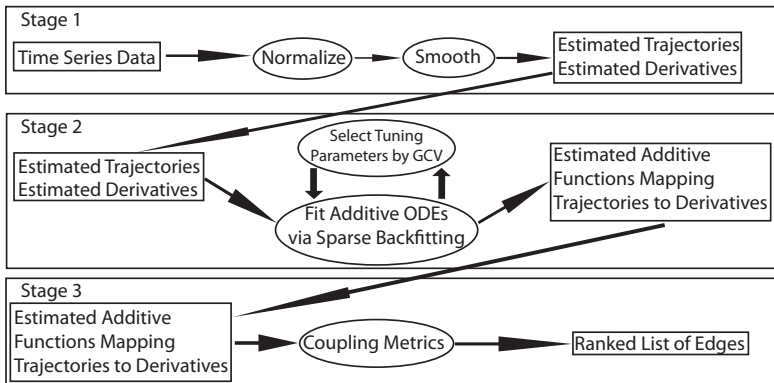 Stage 1
Time Series Data
Normalize
Smooth
Estimated Trajectories
Estimated Derivatives
Stage 2
Estimated Trajectories
Estimated Derivatives
Select Tuning
Parameters by GCV
Fit Additive ODEs
via Sparse Backfitting
Estimated Additive
Functions Mapping
Trajectories to Derivatives
Stage 3
Estimated Additive
Functions Mapping
Trajectories to Derivatives
Coupling Metrics
Ranked List of Edges